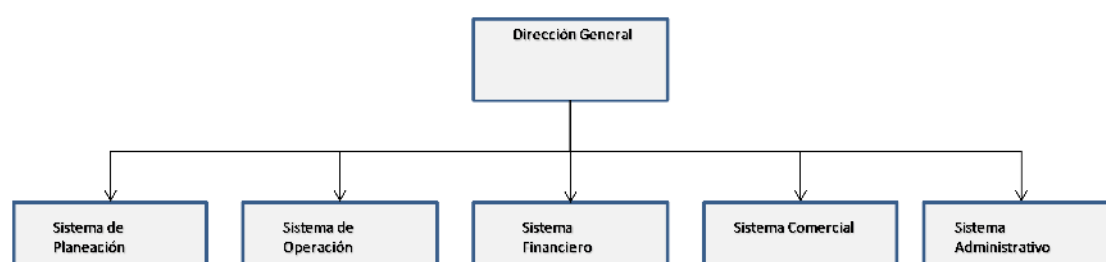 Dirección General
Sistema de
Planeación
Sistema de
Operación
Sistema
Financiero
Sistema Comercial
Sistema
Administrativo